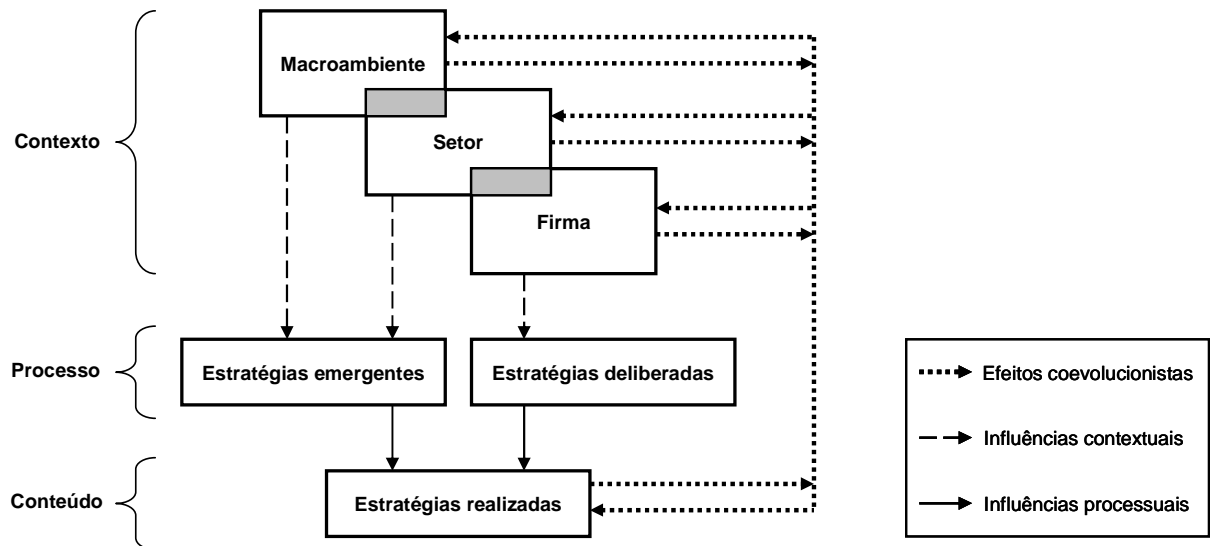 Macroambiente
Contexto
Setor
Firma
Processo
Estratégias emergentes
Estratégias deliberadas
Conteúdo
Estratégias realizadas
Efeitos coevolucionistas
Influências contextuais
Influências processuais